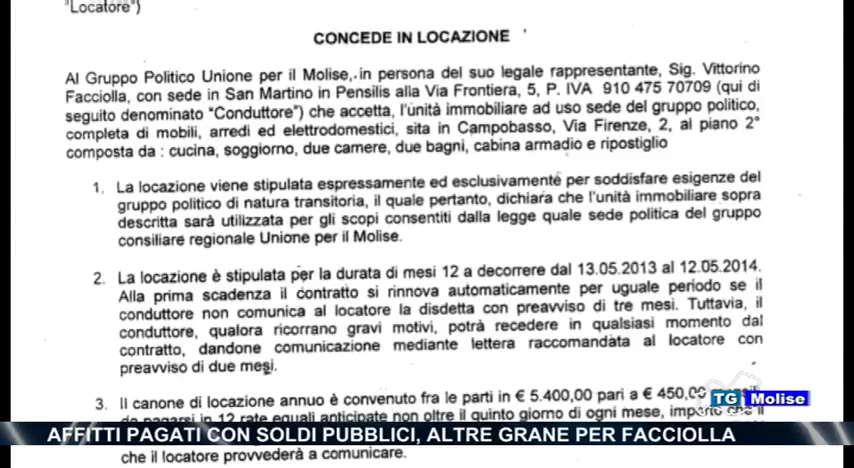 "Locatore")
CONCEDE IN LOCAZIONE
Al Gruppo Politico Unione per il Molise, in persona del suo legale rappresentante, Sig. Vittorino
Facciolla, con sede in San Martino in Pensilis alla Via Frontiera, 5, P. IVA 910 475 70709 (qui di
seguito denominato "Conduttore") che accetta, l'unità immobiliare ad uso sede del gruppo politico,
completa di mobili, arredi ed elettrodomestici, sita in Campobasso, Via Firenze, 2, al piano 2°
composta da : cucina, soggiorno, due camere, due bagni, cabina armadio e ripostiglio
1. La locazione viene stipulata espressamente ed esclusivamente per soddisfare esigenze del
gruppo politico di natura transitoria, il quale pertanto, dichiara che l'unità immobiliare sopra
descritta sarà utilizzata per gli scopi consentiti dalla legge quale sede politica del gruppo
consiliare regionale Unione per il Molise.
2. La locazione è stipulata per la durata di mesi 12 a decorrere dal 13.05.2013 al 12.05.2014.
Alla prima scadenza il contratto si rinnova automaticamente per uguale periodo se il
conduttore non comunica al locatore la disdetta con preavviso di tre mesi. Tuttavia, il
conduttore, qualora ricorrano gravi motivi, potrà recedere in qualsiasi momento dal
contratto, dandone comunicazione mediante lettera raccomandata al locatore con
preavviso di due mesi.
3. Il canone di locazione annuo è convenuto fra le parti in € 5.400,00 pari a € 450,00
da pagarsi in 12 rate eguali anticipate non oltre il quinto giorno di ogni mese, che il
TG Molise
AFFITTI PAGATI CON SOLDI PUBBLICI, ALTRE GRANE PER FACCIOLLA
che il locatore provvederà a comunicare.